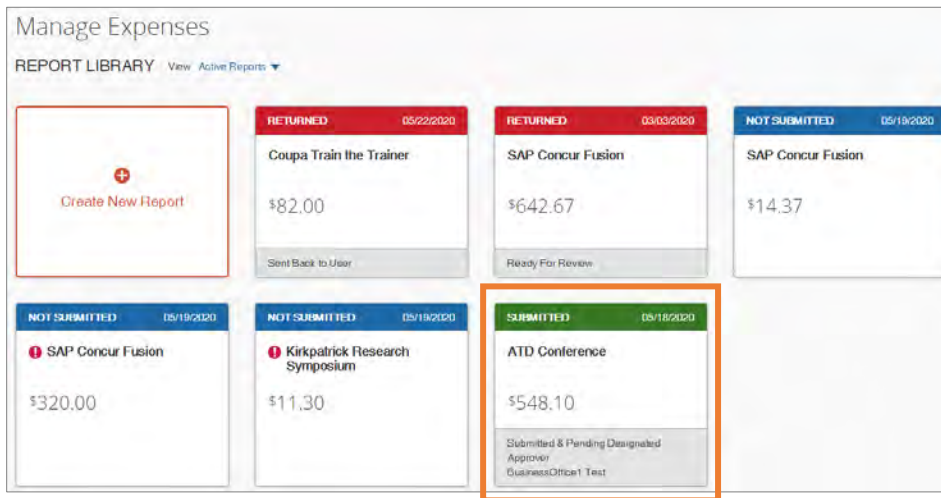 Manage Expenses
REPORT LIBRARY View Active Reports
Create New Report
RETURNED 05/22/2020
Coupa Train the Trainer
$82.00
Sent Back to User
RETURNED 03/03/2020
SAP Concur Fusion
$642.67
Ready For Review
NOT SUBMITTED 05/19/2020
SAP Concur Fusion
$14.37
NOT SUBMITTED 05/19/2020
SAP Concur Fusion
$320.00
NOT SUBMITTED 05/19/2020
Kirkpatrick Research
Symposium
$11.30
SUBMITTED 05/18/2020
ATD Conference
$548.10
Submitted & Pending Designated
Approver
BusinessOffice1 Test